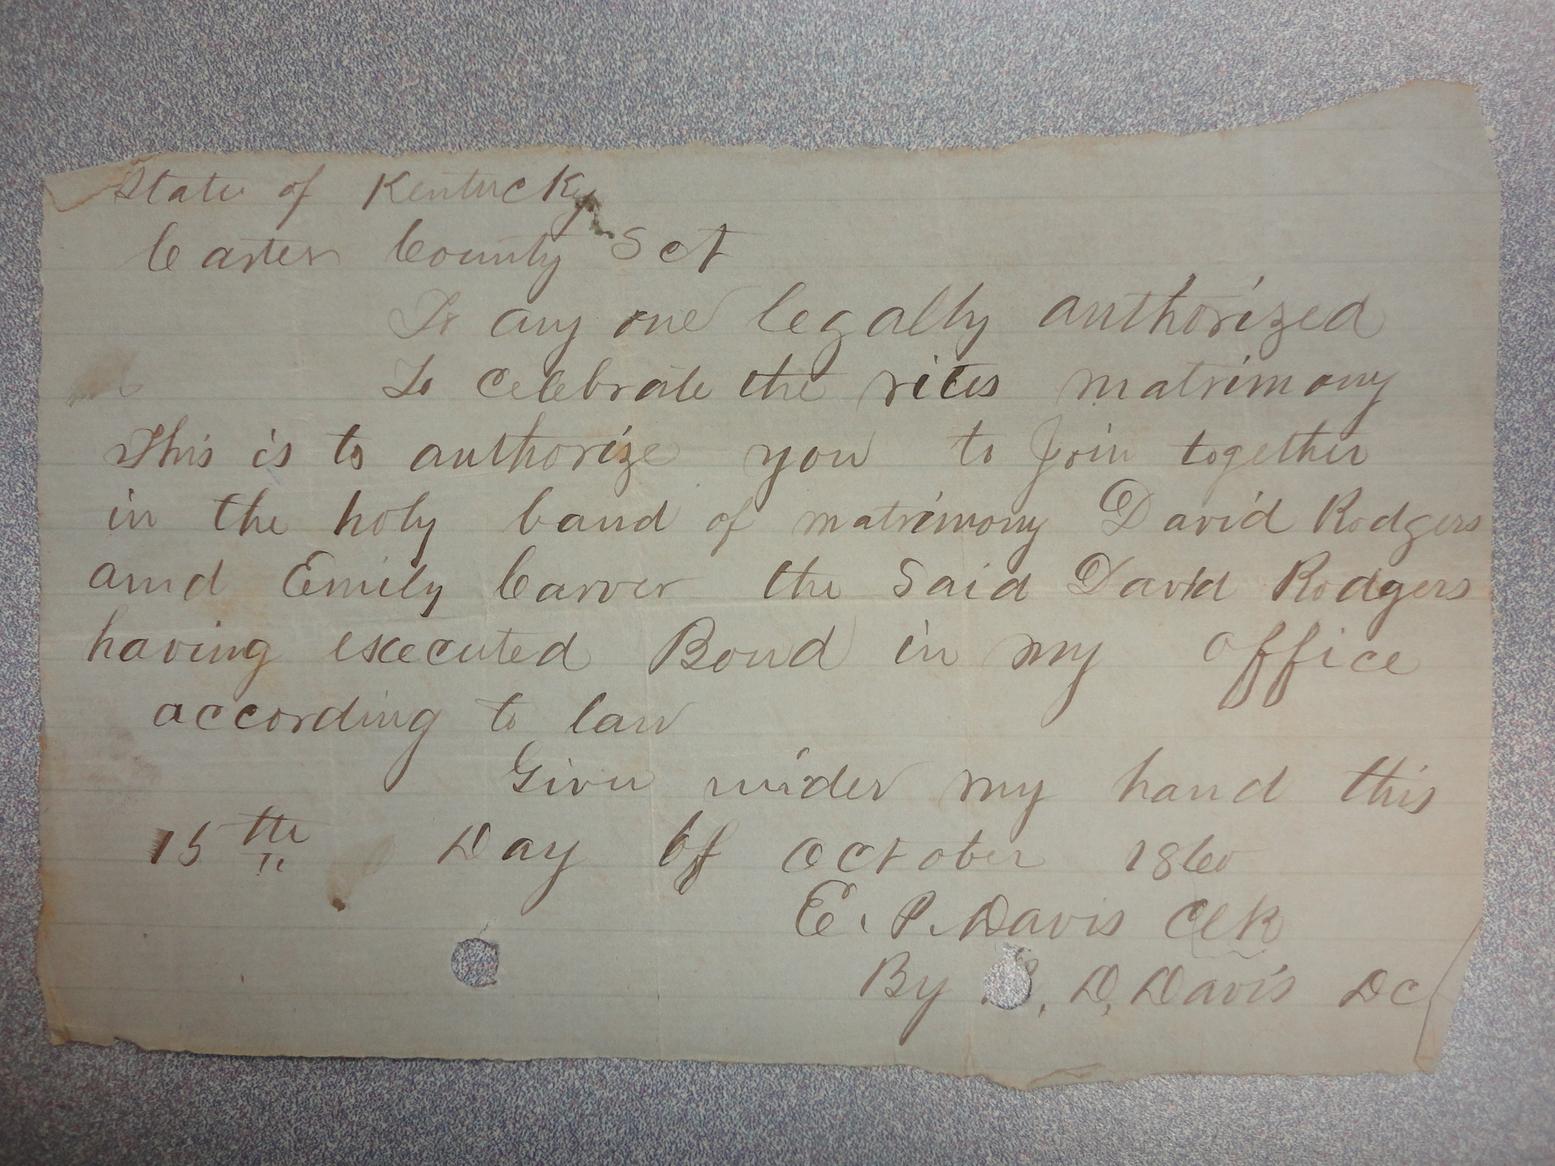 State of Kentucky
Carter County Sct
To any one legally authorized
To celebrate the rites matrimony
This is to authorize you to Join together
in the holy band of matrimony David Rodgers
amd Emily Carver the Said David Rodgers
having executed Bond in my office
according to law
Given under my hand this
15th Day of October 1860
E. P. Davis Clk
By D, Davis DC